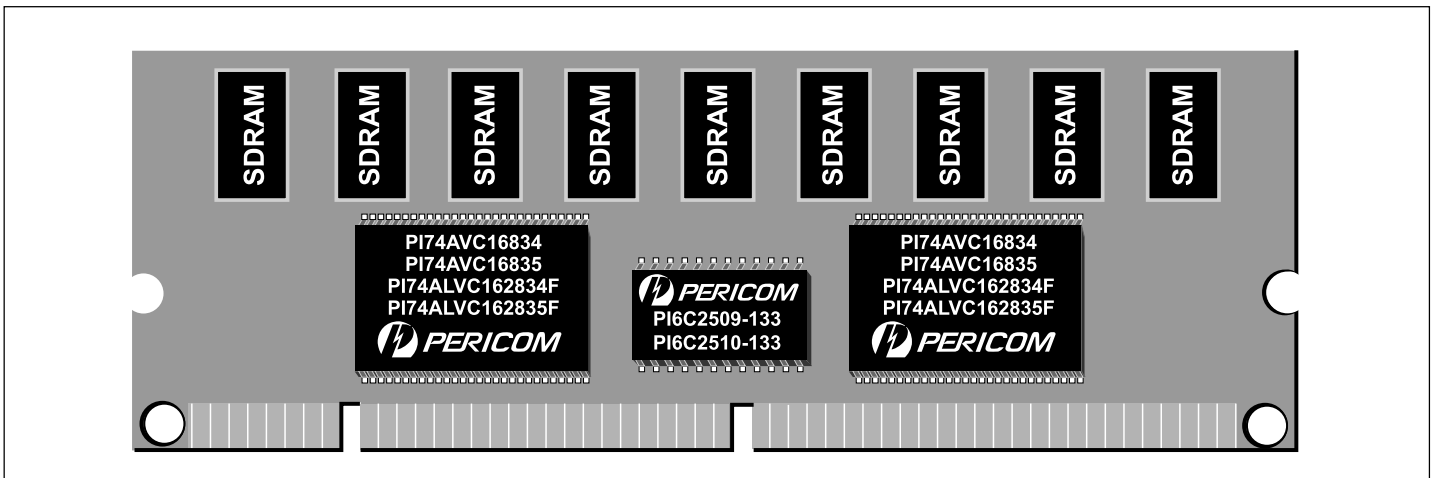 SDRAM
SDRAM
SDRAM
SDRAM
SDRAM
SDRAM
SDRAM
SDRAM
SDRAM
PI74AVC16834
PI74AVC16835
PI74ALVC162834F
PI74ALVC162835F
PERICOM
PERICOM
PI6C2509-133
PI6C2510-133
PI74AVC16834
PI74AVC16835
PI74ALVC162834F
PI74ALVC162835F
PERICOM